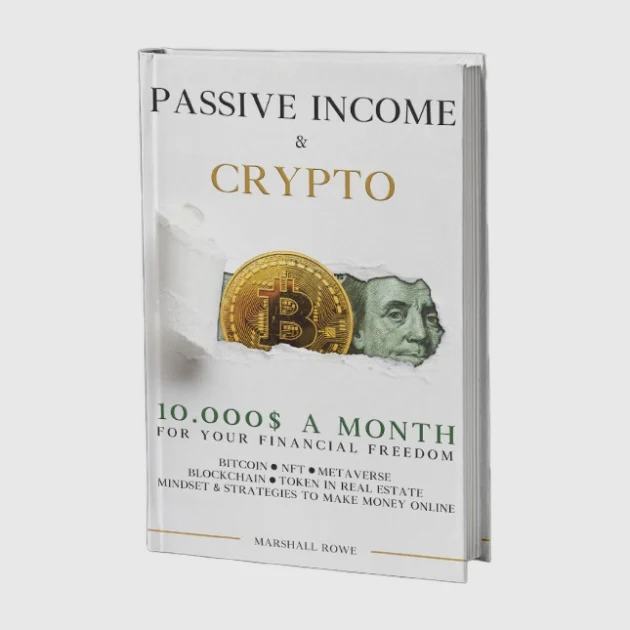 PASSIVE INCOME
&
CRYPTO
B
10.000$ A MONTH
FOR YOUR FINANCIAL FREEDOM
BITCOIN ● NFT ● METAVERSE
BLOCKCHAIN ● TOKEN IN REAL ESTATE
MINDSET & STRATEGIES TO MAKE MONEY ONLINE
MARSHALL ROWE